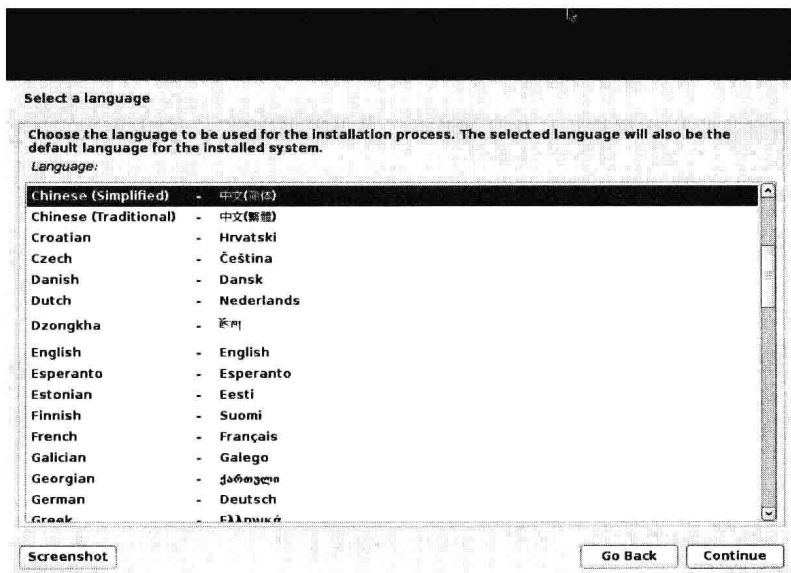 Select a language
Choose the language to be used for the installation process. The selected language will also be the
default language for the installed system.
Language:
Chinese (Simplified) - 中文(简体)
Chinese (Traditional) - 中文(繁體)
Croatian - Hrvatski
Czech - Čeština
Danish - Dansk
Dutch - Nederlands
Dzongkha - རྫོང་ཁ།
English - English
Esperanto - Esperanto
Estonian - Eesti
Finnish - Suomi
French - Français
Galician - Galego
Georgian - ქართული
German - Deutsch
Greek - Ελληνικά
Screenshot Go Back Continue